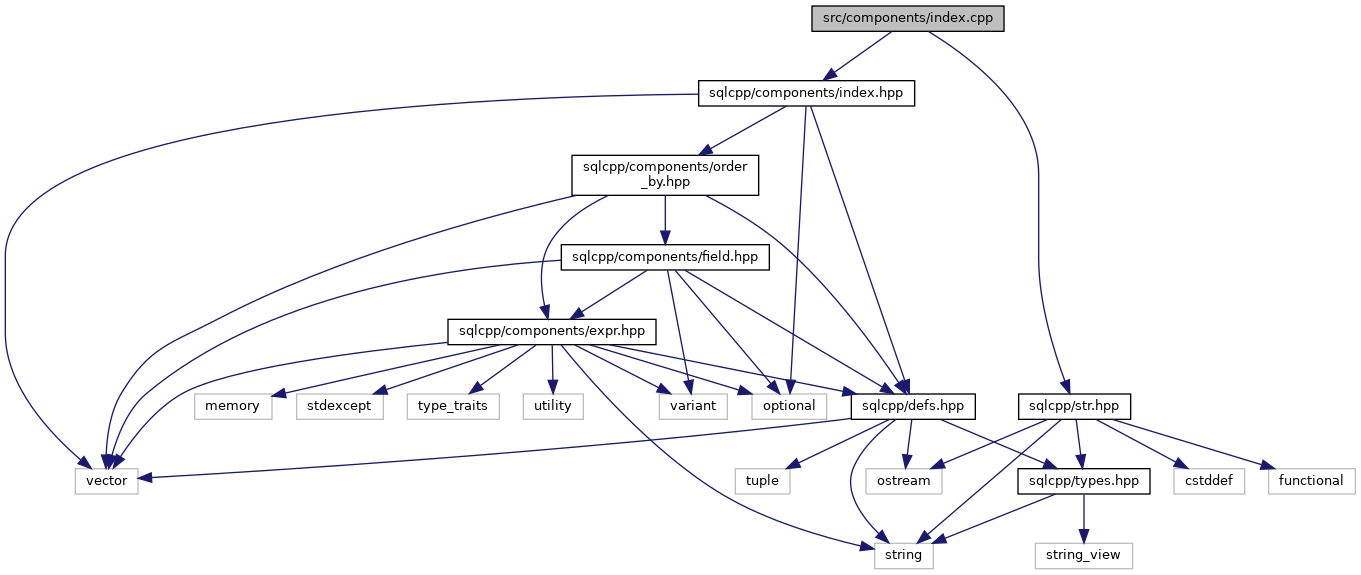 src/components/index.cpp
sqlcpp/components/index.hpp
sqlcpp/components/order
_by.hpp
sqlcpp/components/field.hpp
sqlcpp/components/expr.hpp
memory
stdexcept
type_traits
utility
variant
optional
sqlcpp/defs.hpp
sqlcpp/str.hpp
vector
tuple
ostream
sqlcpp/types.hpp
cstddef
functional
string
string_view